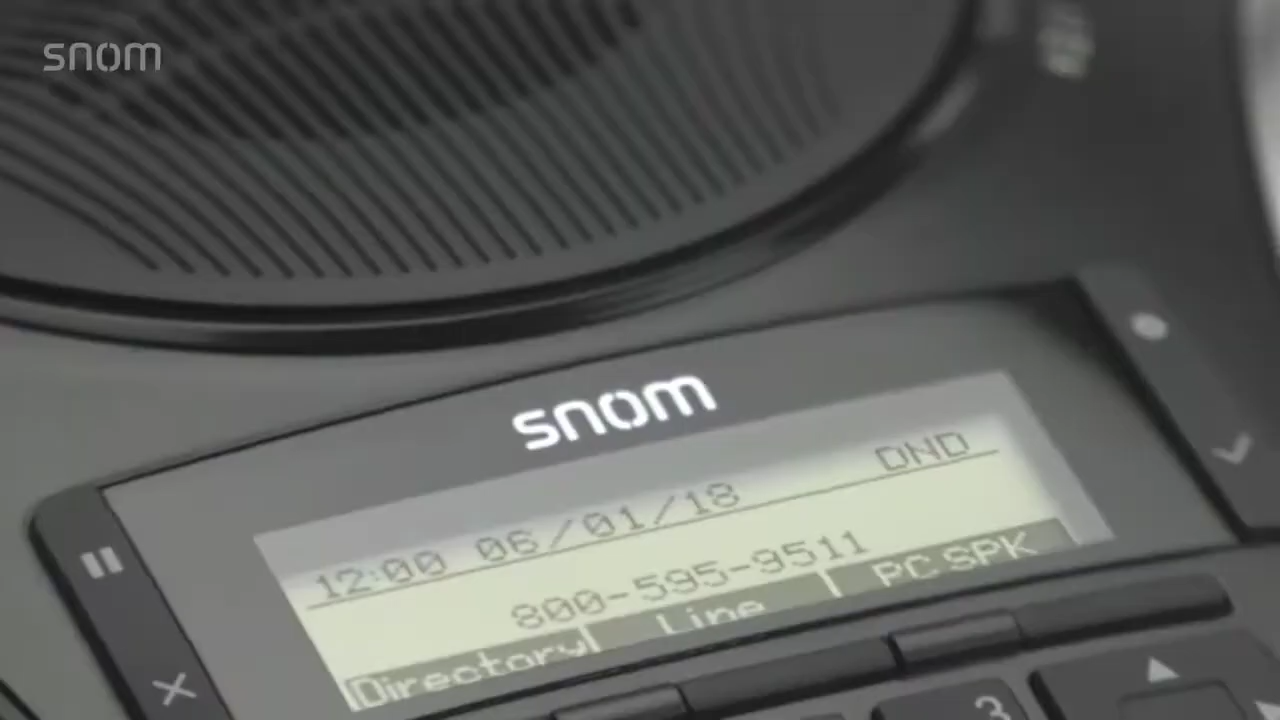 snom
snom
DND
12:00 06/01/18
800-595-9511
Directory Line PC SPK
3